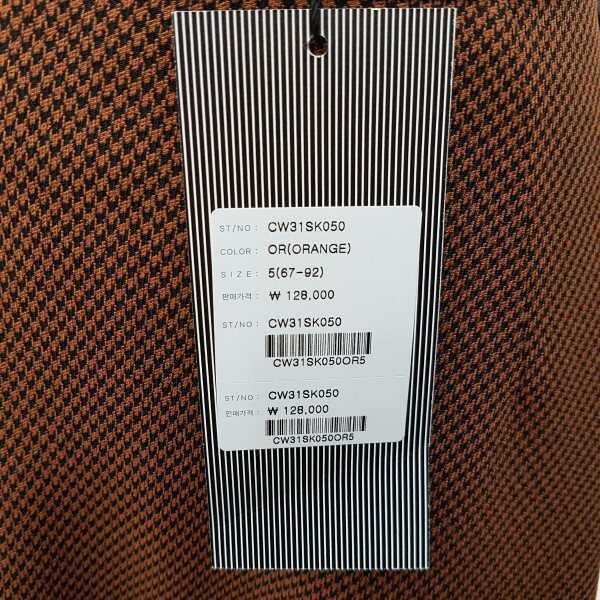 ST/NO : CW31SK050
COLOR : OR(ORANGE)
SIZE : 5(67-92)
판매가격 : ₩ 128,000
ST/NO : CW31SK050
CW31SK050OR5
ST/NO : CW31SK050
판매가격 : ₩ 128,000
CW31SK050OR5